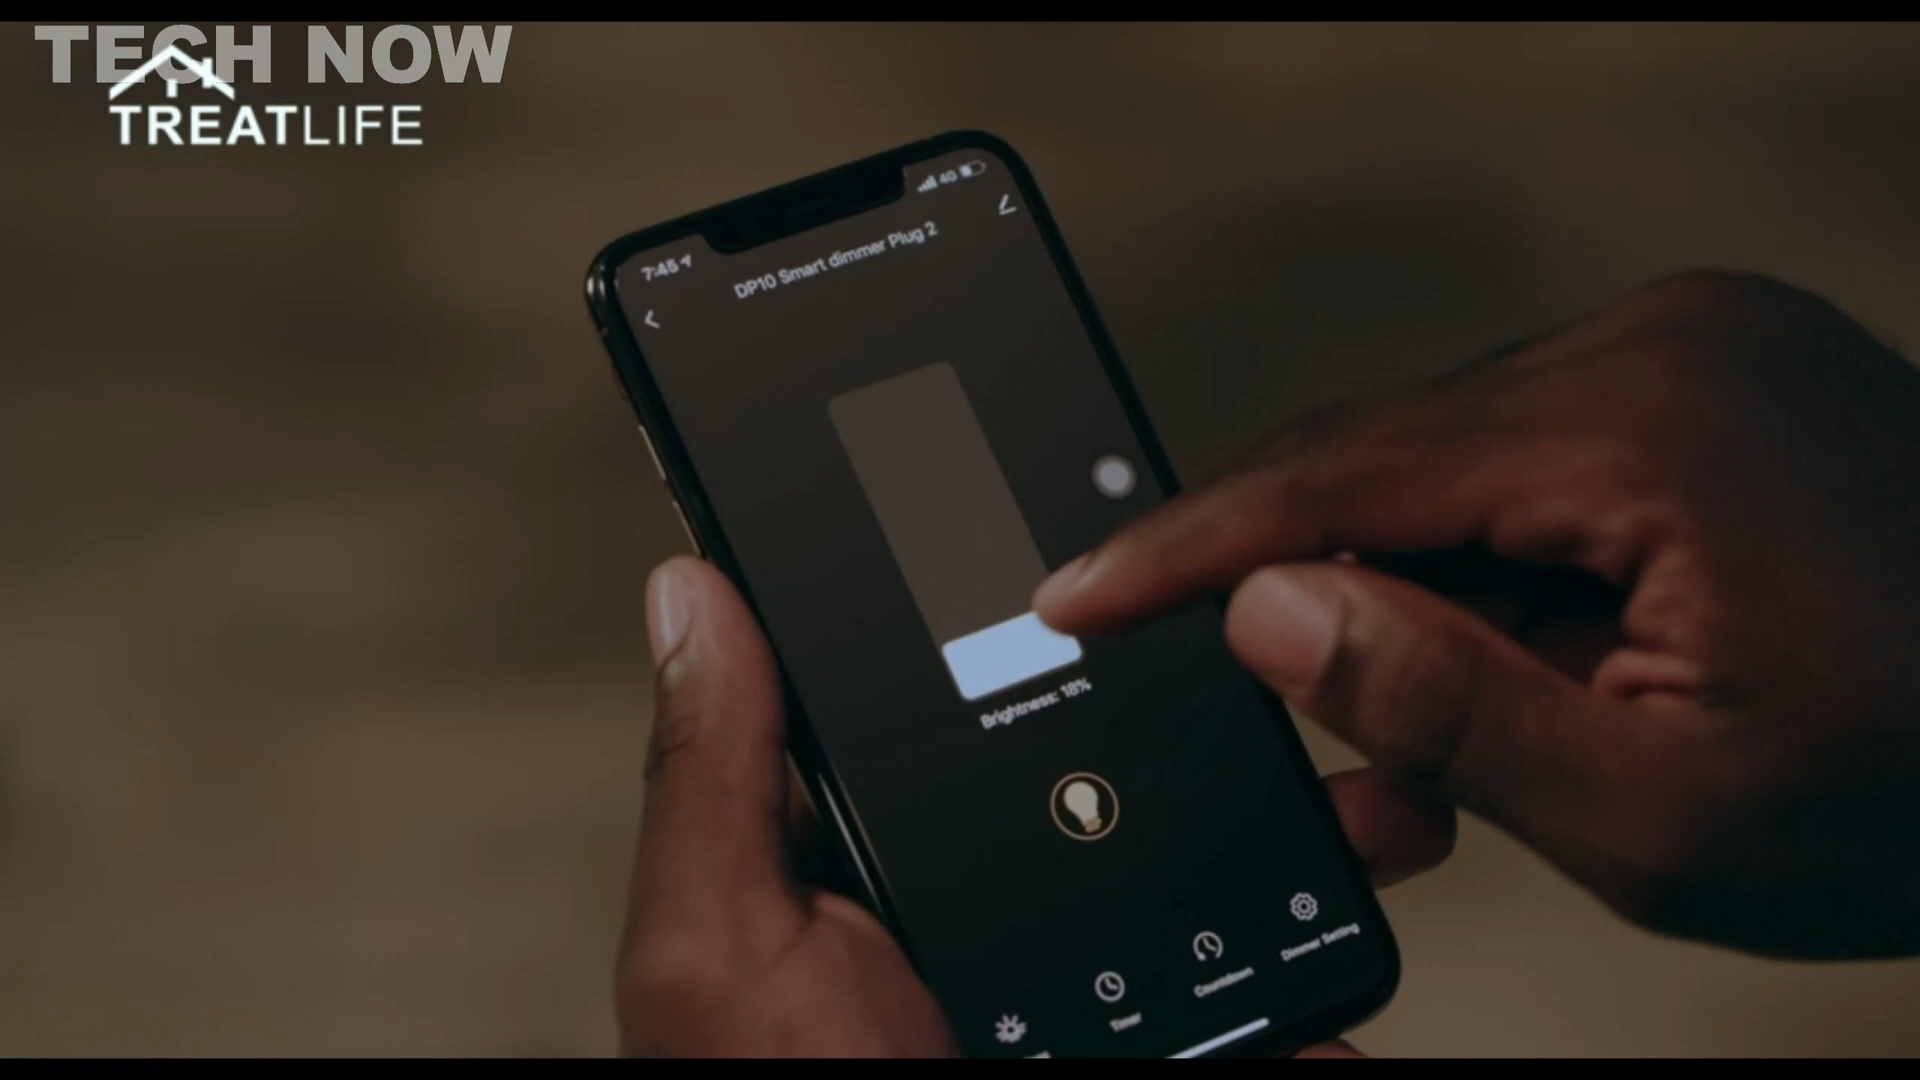 TECH NOW
TREATLIFE
4G
7:45
DP10 Smart dimmer Plug 2
Brightness: 18%
Dimmer Setting
Countdown
Timer